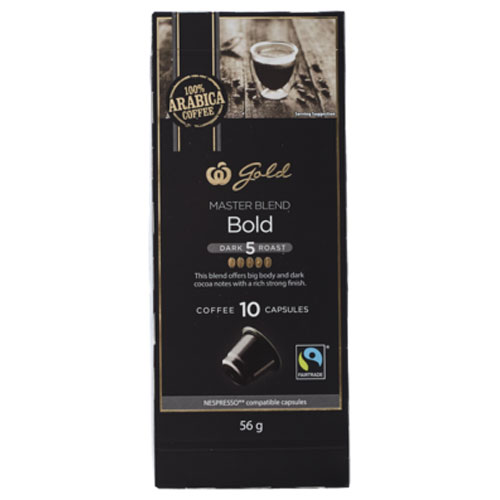 100%
ARABICA
COFFEE
Serving Suggestion
gold
MASTER BLEND
Bold
DARK 5 ROAST
This blend offers big body and dark
cocoa notes with a rich strong finish.
COFFEE 10 CAPSULES
FAIRTRADE
NESPRESSO** compatible capsules
56 g